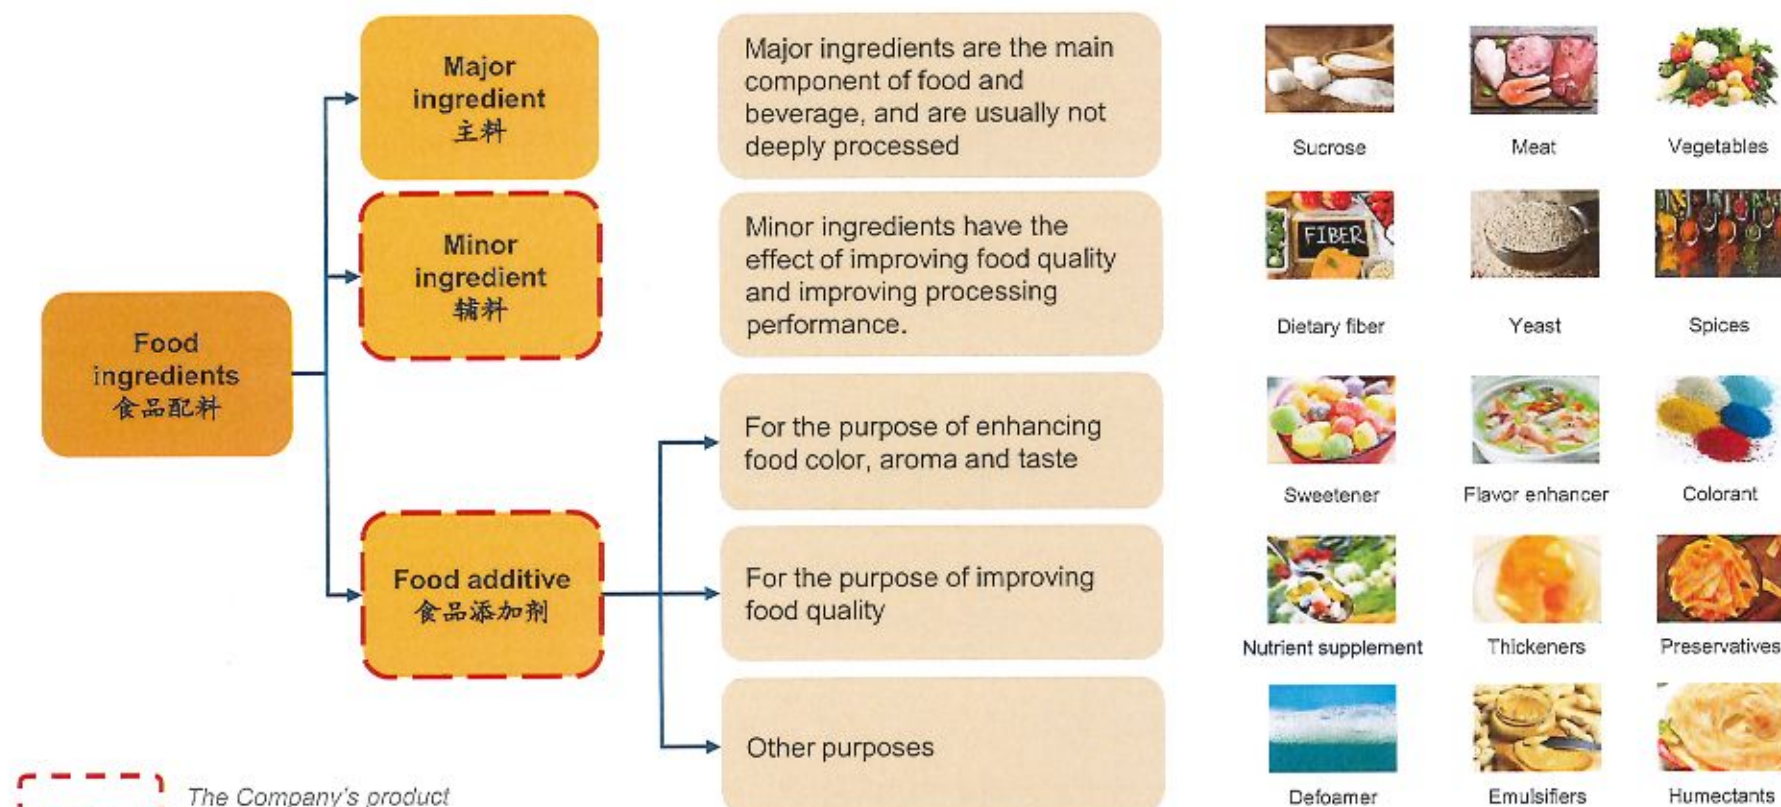 Major
ingredient
主料
Major ingredients are the main
component of food and
beverage, and are usually not
deeply processed
Sucrose
Meat
Vegetables
Minor
ingredient
辅料
Minor ingredients have the
effect of improving food quality
and improving processing
performance.
FIBER
Dietary fiber
Yeast
Spices
Food
ingredients
食品配料
For the purpose of enhancing
food color, aroma and taste
Sweetener
Flavor enhancer
Colorant
Food additive
食品添加剂
For the purpose of improving
food quality
Nutrient supplement
Thickeners
Preservatives
Other purposes
Defoamer
Emulsifiers
Humectants
The Company's product